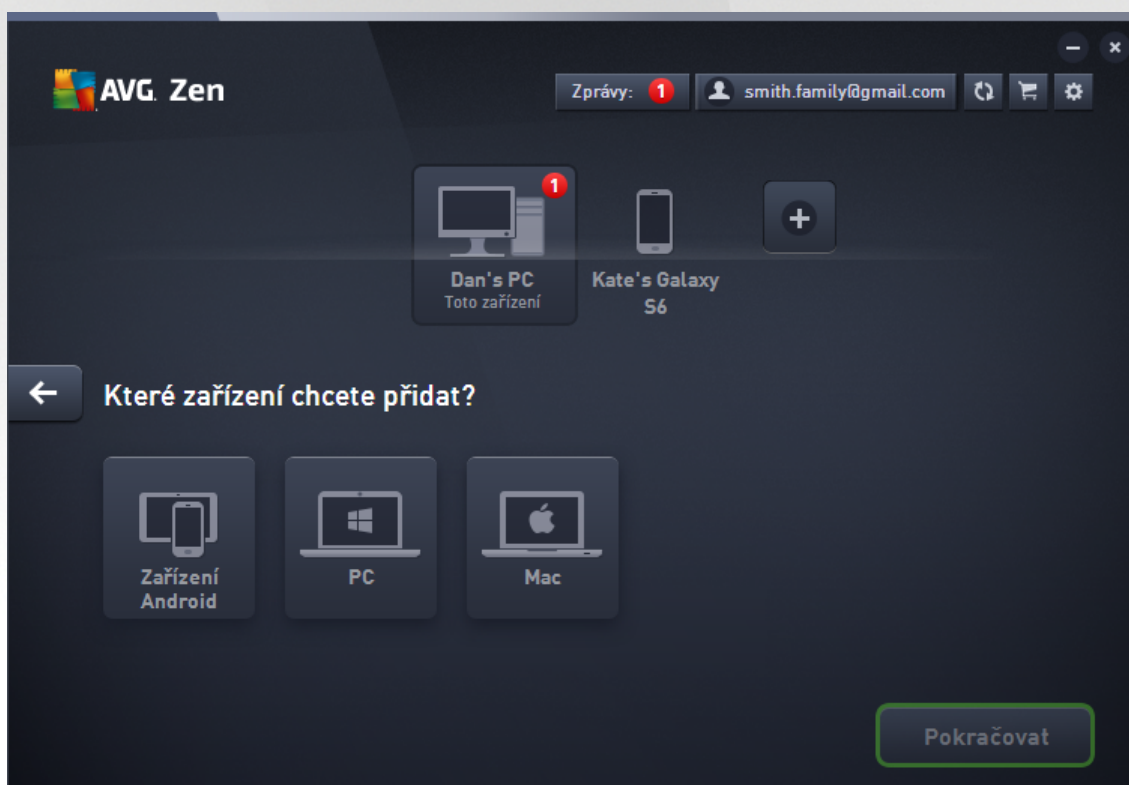 AVG. Zen
Zprávy: 1
smith.family@gmail.com
1
Dan's PC
Toto zařízení
Kate's Galaxy
S6
Které zařízení chcete přidat?
Zařízení
Android
PC
Mac
Pokračovat